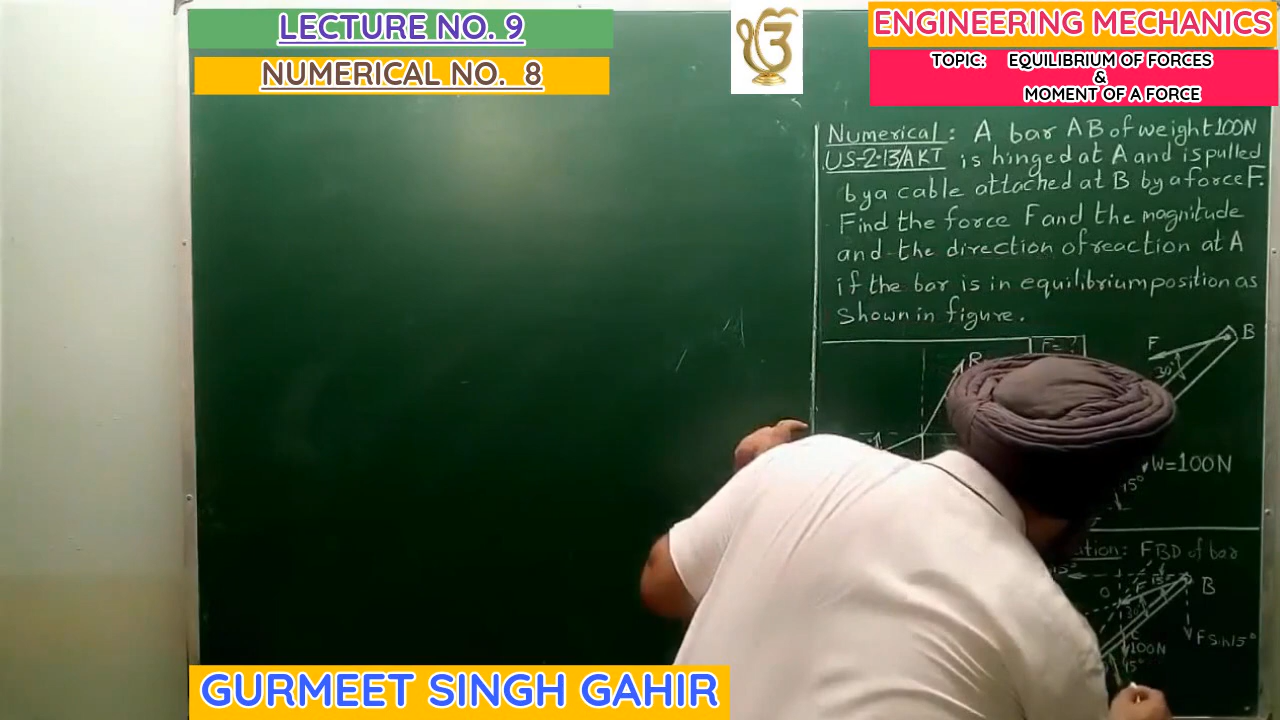 LECTURE NO. 9
NUMERICAL NO. 8
ੴ
ENGINEERING MECHANICS
TOPIC: EQUILIBRIUM OF FORCES
&
MOMENT OF A FORCE
Numerical: A bar AB of weight 100N
US-2.13/AKT is hinged at A and is pulled
by a cable attached at B by a force F.
Find the force F and the magnitude
and the direction of reaction at A
if the bar is in equilibrium position as
shown in figure.
F=?
R
F
B
30°
W=100N
15°
FBD of bar
15°
15°
O
F
B
30°
F Sin15°
100N
15°
GURMEET SINGH GAHIR